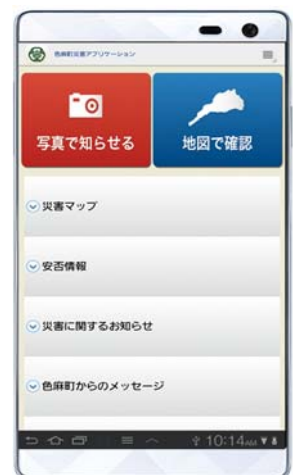 色麻町災害アプリケーション
写真で知らせる
地図で確認
災害マップ
安否情報
災害に関するお知らせ
色麻町からのメッセージ
10:14AM